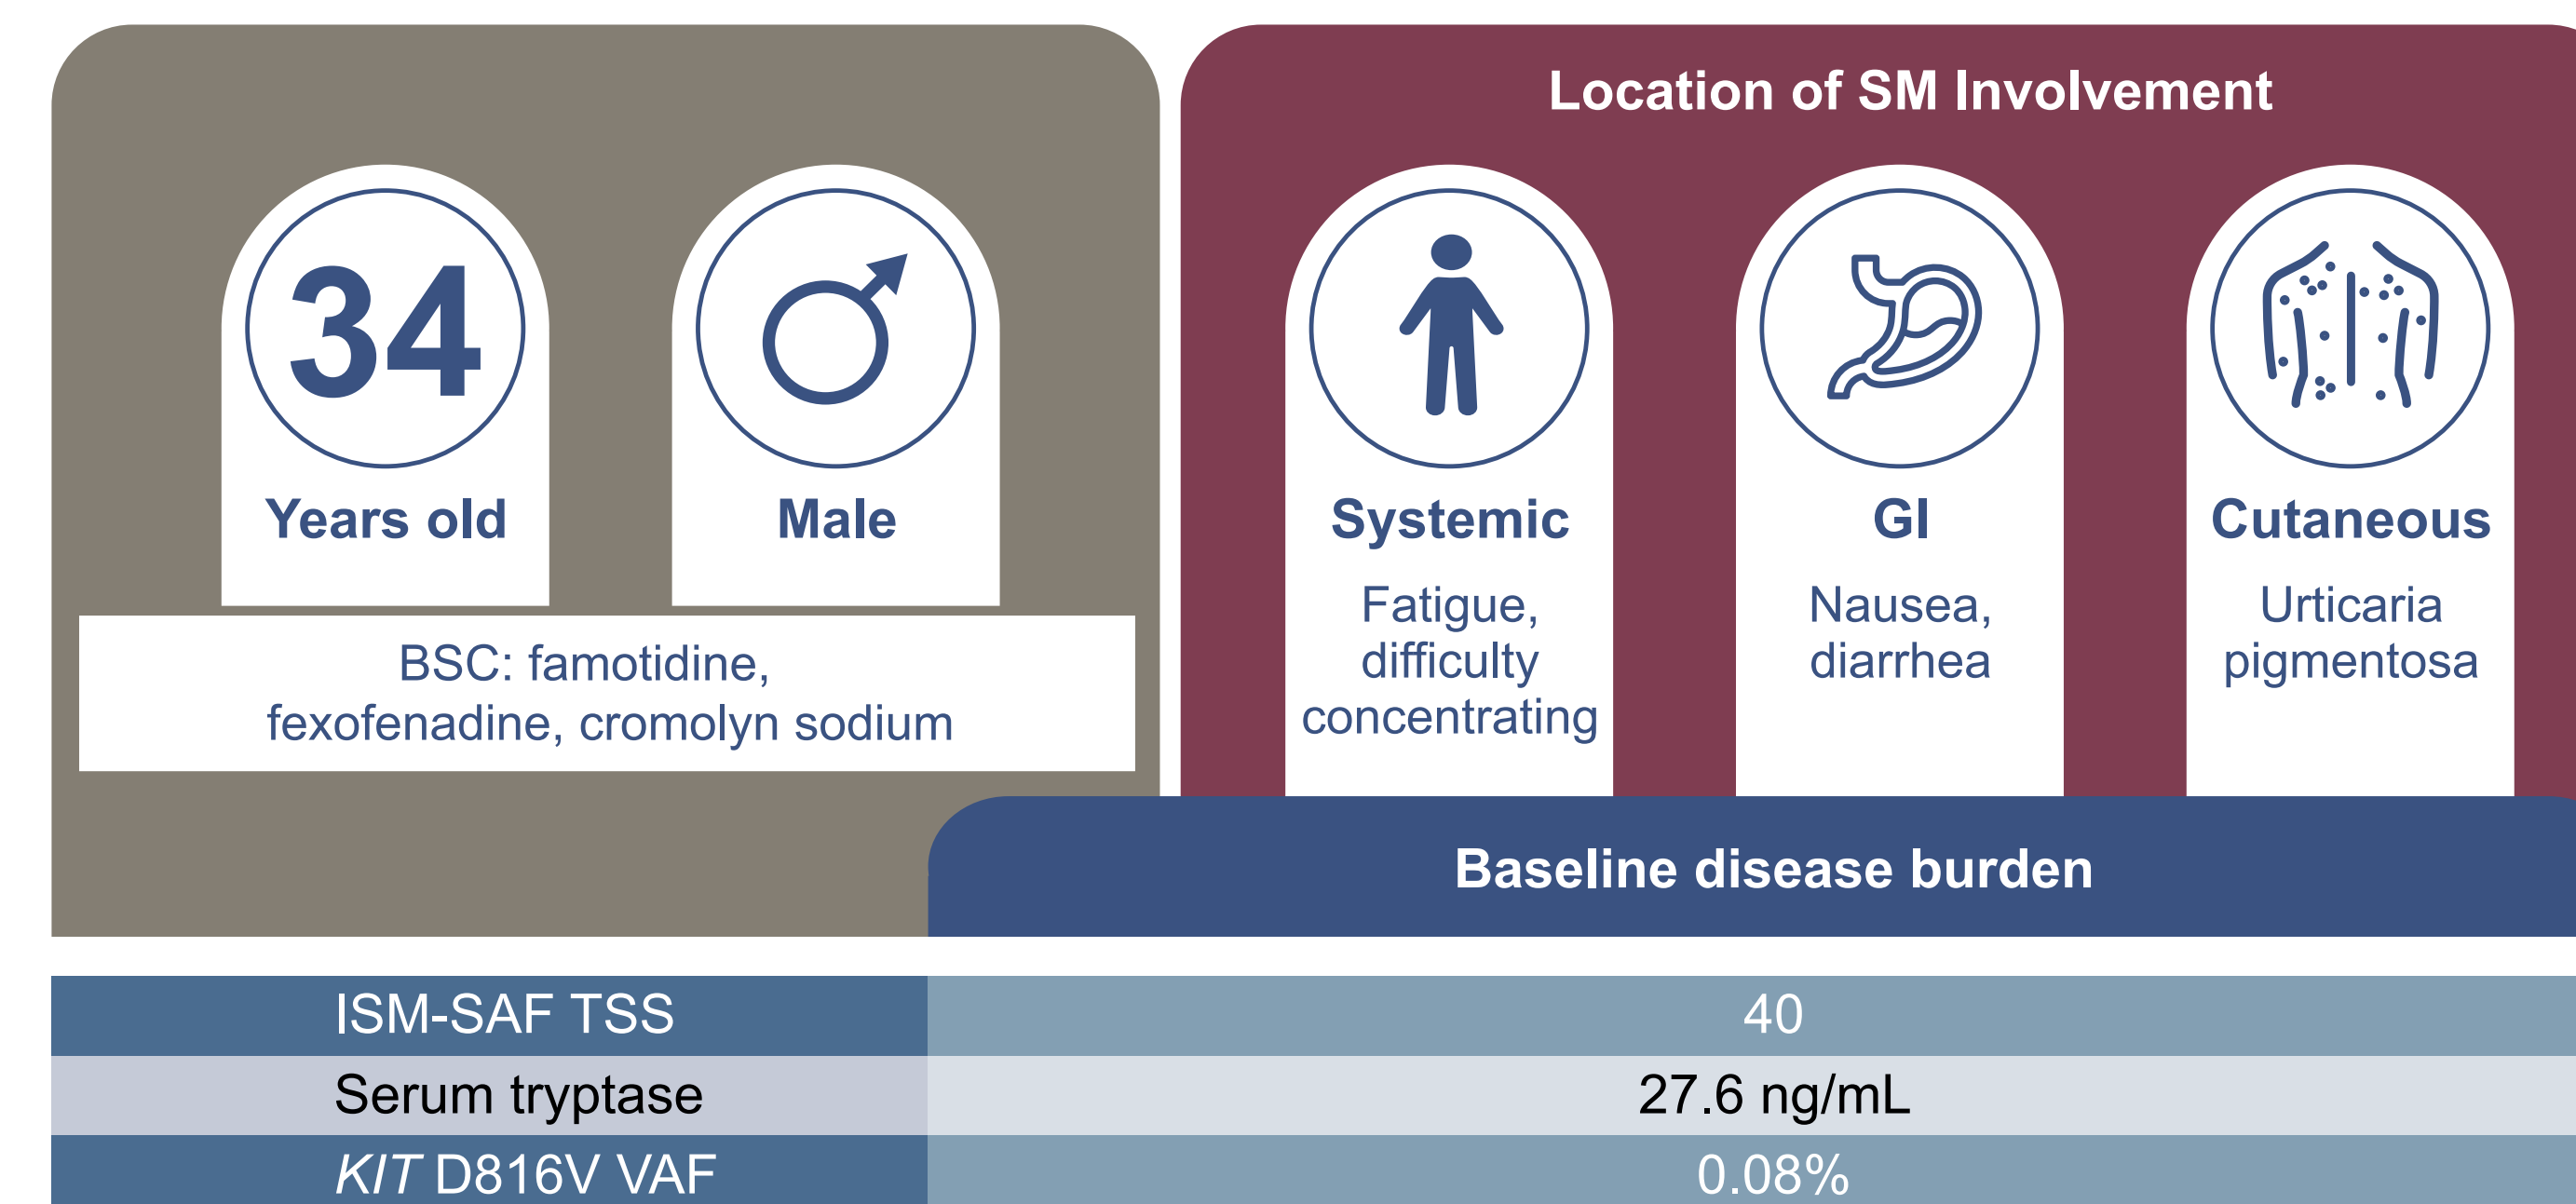 34
Years old
Male
BSC: famotidine,
fexofenadine, cromolyn sodium
Location of SM Involvement
Systemic
Fatigue,
difficulty
concentrating
GI
Nausea,
diarrhea
Cutaneous
Urticaria
pigmentosa
Baseline disease burden
ISM-SAF TSS 40
Serum tryptase 27.6 ng/mL
KIT D816V VAF 0.08%